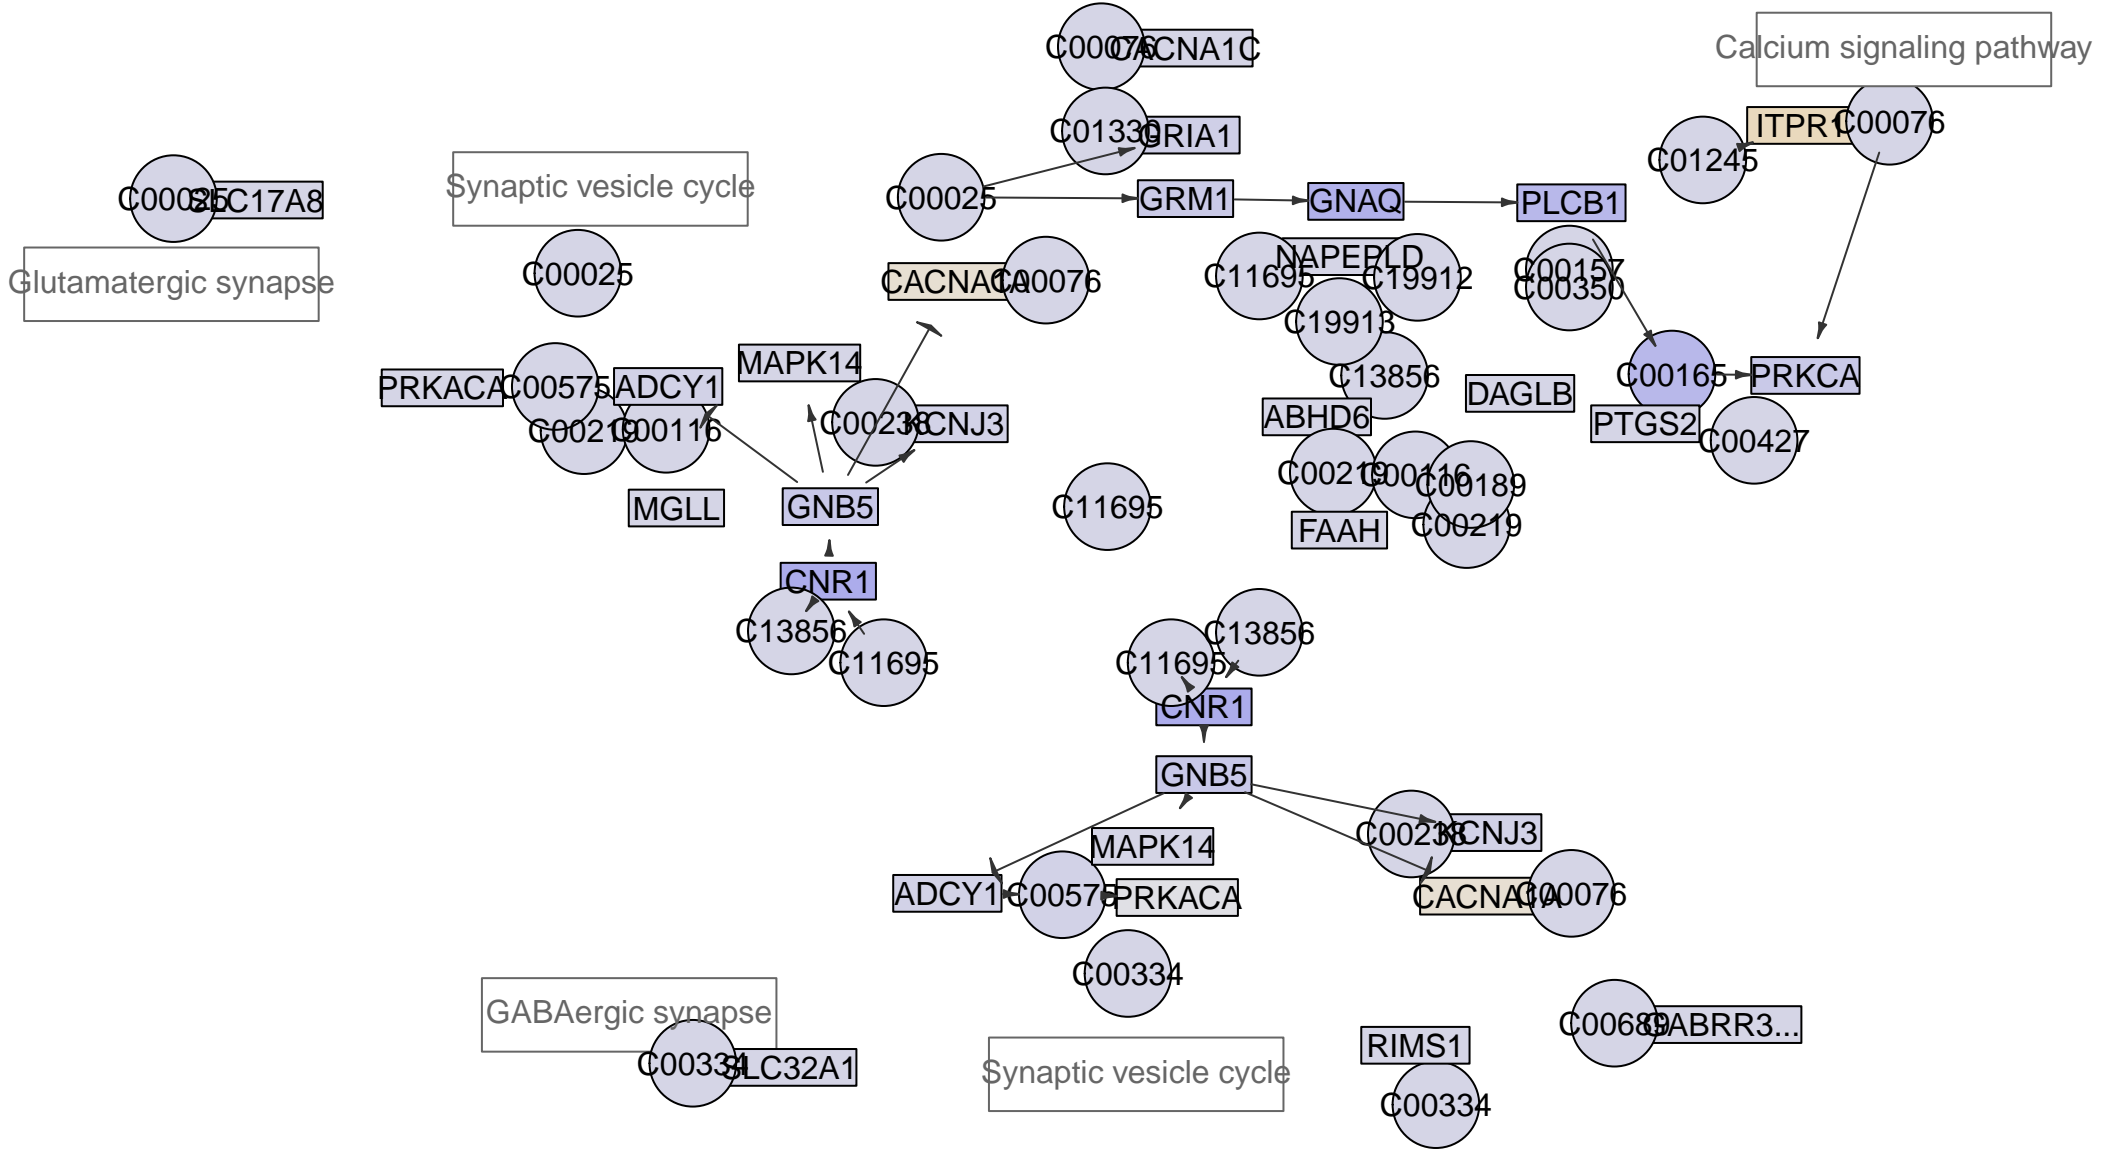 C00076
CACNA1C
Calcium signaling pathway
C01330
GRIA1
ITPR1
C00076
C01245
C00025
SLC17A8
Synaptic vesicle cycle
C00025
GRM1
GNAQ
PLCB1
Glutamatergic synapse
C00025
CACNA1A
C00076
C11695
NAPEPLD
C19912
C00157
C00350
C19913
MAPK14
PRKACA
C00575
ADCY1
C13856
DAGLB
C00165
PRKCA
C00219
C00116
C00238
KCNJ3
ABHD6
PTGS2
C00427
MGLL
GNB5
C11695
C00219
C00116
C00189
FAAH
C00219
CNR1
C13856
C11695
C11695
C13856
CNR1
GNB5
MAPK14
C00238
KCNJ3
ADCY1
C00575
PRKACA
CACNA1A
C00076
C00334
GABAergic synapse
C00334
SLC32A1
Synaptic vesicle cycle
RIMS1
C00334
C00689
GABRR3...